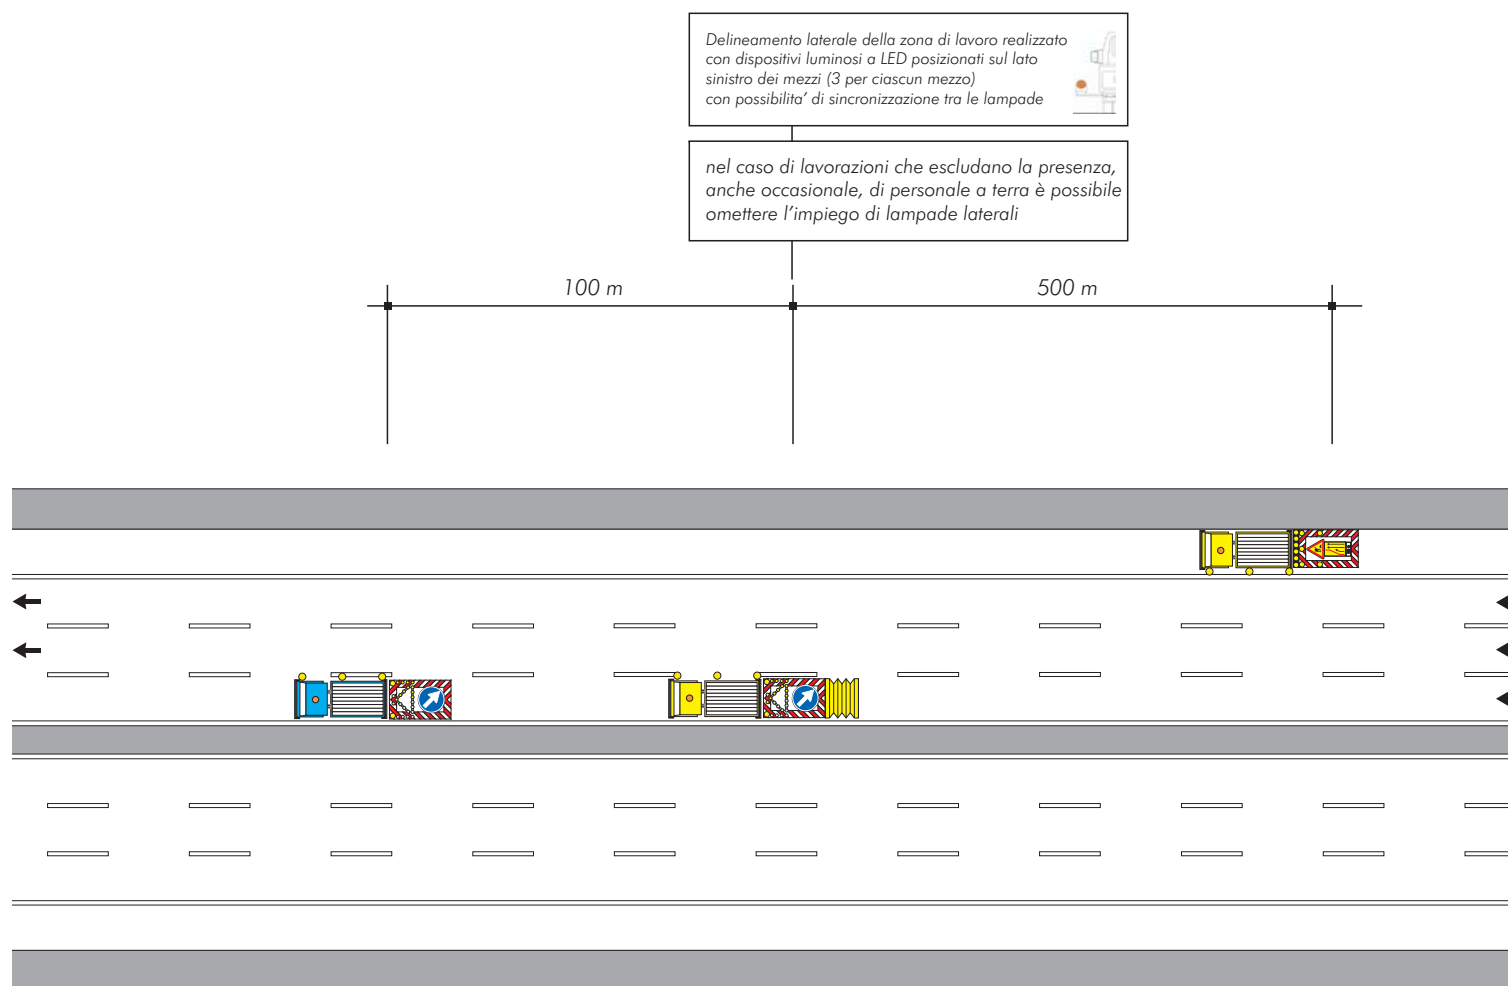 Delineamento laterale della zona di lavoro realizzato
con dispositivi luminosi a LED posizionati sul lato
sinistro dei mezzi (3 per ciascun mezzo)
con possibilita' di sincronizzazione tra le lampade
nel caso di lavorazioni che escludano la presenza,
anche occasionale, di personale a terra è possibile
omettere l'impiego di lampade laterali
100 m
500 m